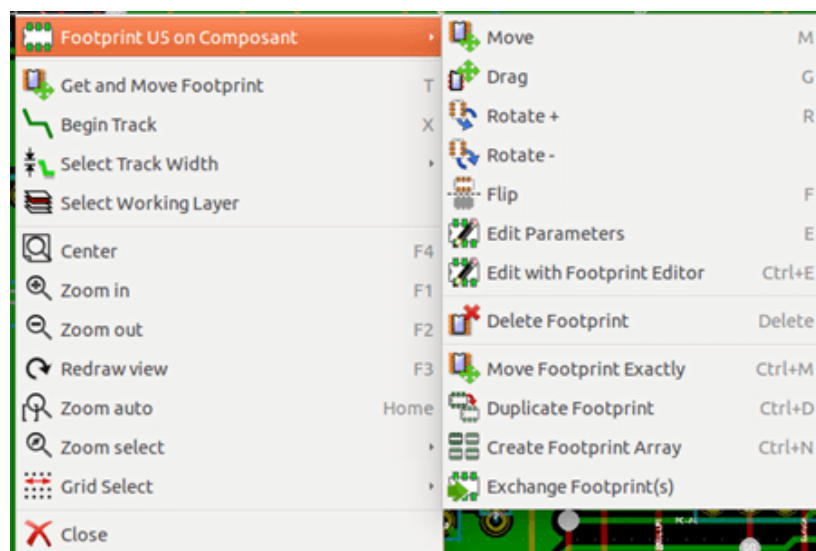 Footprint U5 on Composant
Get and Move Footprint T
Begin Track X
Select Track Width
Select Working Layer
Center F4
Zoom in F1
Zoom out F2
Redraw view F3
Zoom auto Home
Zoom select
Grid Select
Close
Move M
Drag G
Rotate + R
Rotate -
Flip F
Edit Parameters E
Edit with Footprint Editor Ctrl+E
Delete Footprint Delete
Move Footprint Exactly Ctrl+M
Duplicate Footprint Ctrl+D
Create Footprint Array Ctrl+N
Exchange Footprint(s)